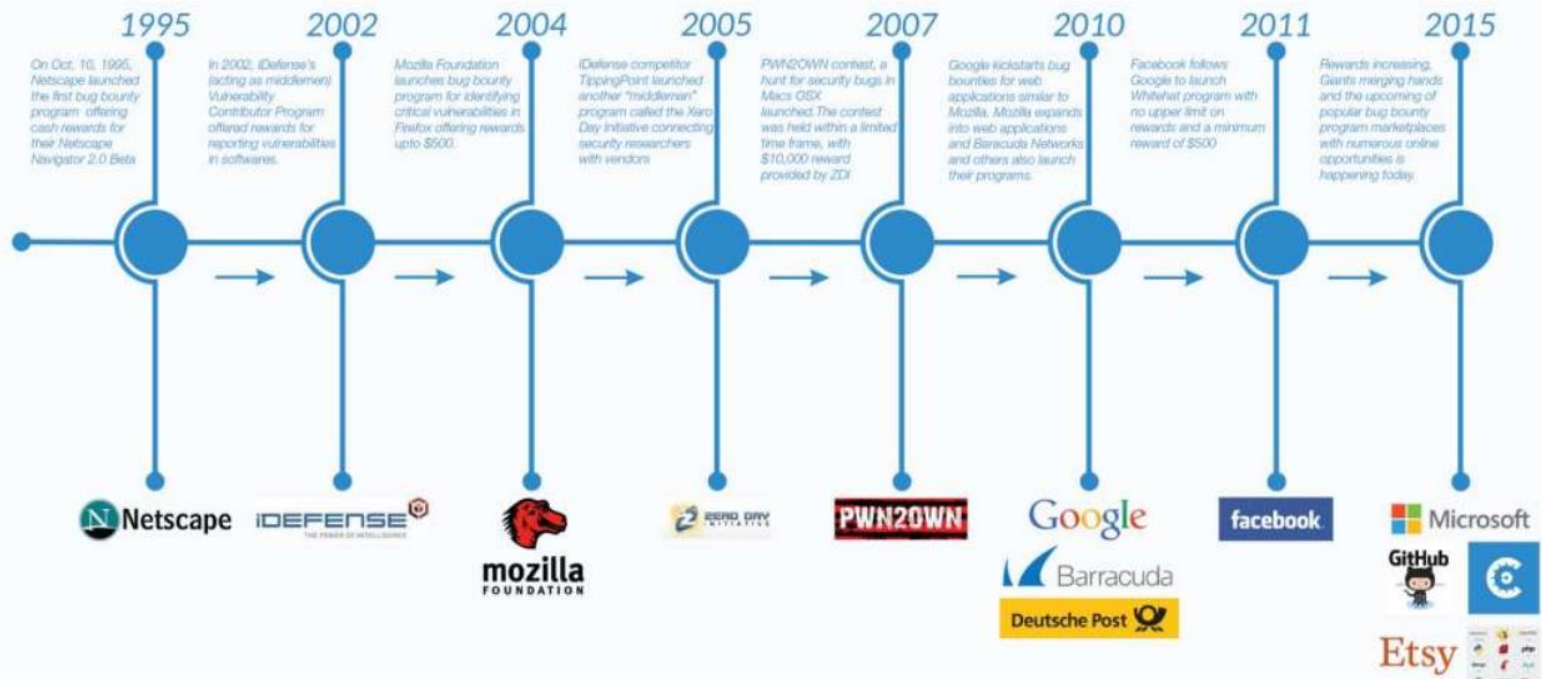 1995
On Oct. 10, 1995,
Netscape launched
the first bug bounty
program offering
cash rewards for
their Netscape
Navigator 2.0 Beta
2002
In 2002, iDefense's
(acting as middlemen)
Vulnerability
Contributor Program
offered rewards for
reporting vulnerabilities
in softwares.
2004
Mozilla Foundation
launches bug bounty
program for identifying
critical vulnerabilities in
Firefox offering rewards
upto $500.
2005
iDefense competitor
TippingPoint launched
another "middleman"
program called the Xero
Day Initiative connecting
security researchers
with vendors
2007
PWN2OWN contest, a
hunt for security bugs in
Macs OSX
launched. The contest
was held within a limited
time frame, with
$10,000 reward
provided by ZDI
2010
Google kickstarts bug
bounties for web
applications similar to
Mozilla. Mozilla expands
into web applications
and Baracuda Networks
and others also launch
their programs.
2011
Facebook follows
Google to launch
Whitehat program with
no upper limit on
rewards and a minimum
reward of $500
2015
Rewards increasing,
Giants merging hands
and the upcoming of
popular bug bounty
program marketplaces
with numerous online
opportunities is
happening today.
N Netscape
iDEFENSE
THE POWER OF INTELLIGENCE
mozilla
FOUNDATION
ZERO DAY
INITIATIVE
PWN2OWN
Google
Barracuda
Deutsche Post
facebook
Microsoft
GitHub
Etsy
php